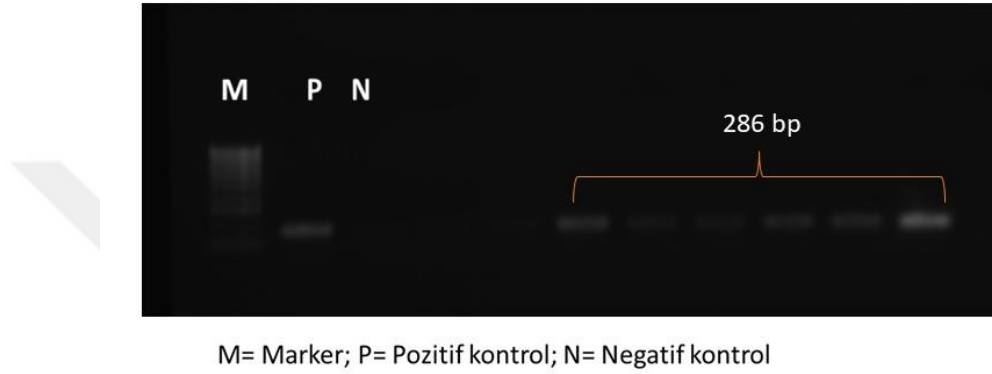 M P N
286 bp
M= Marker; P= Pozitif kontrol; N= Negatif kontrol